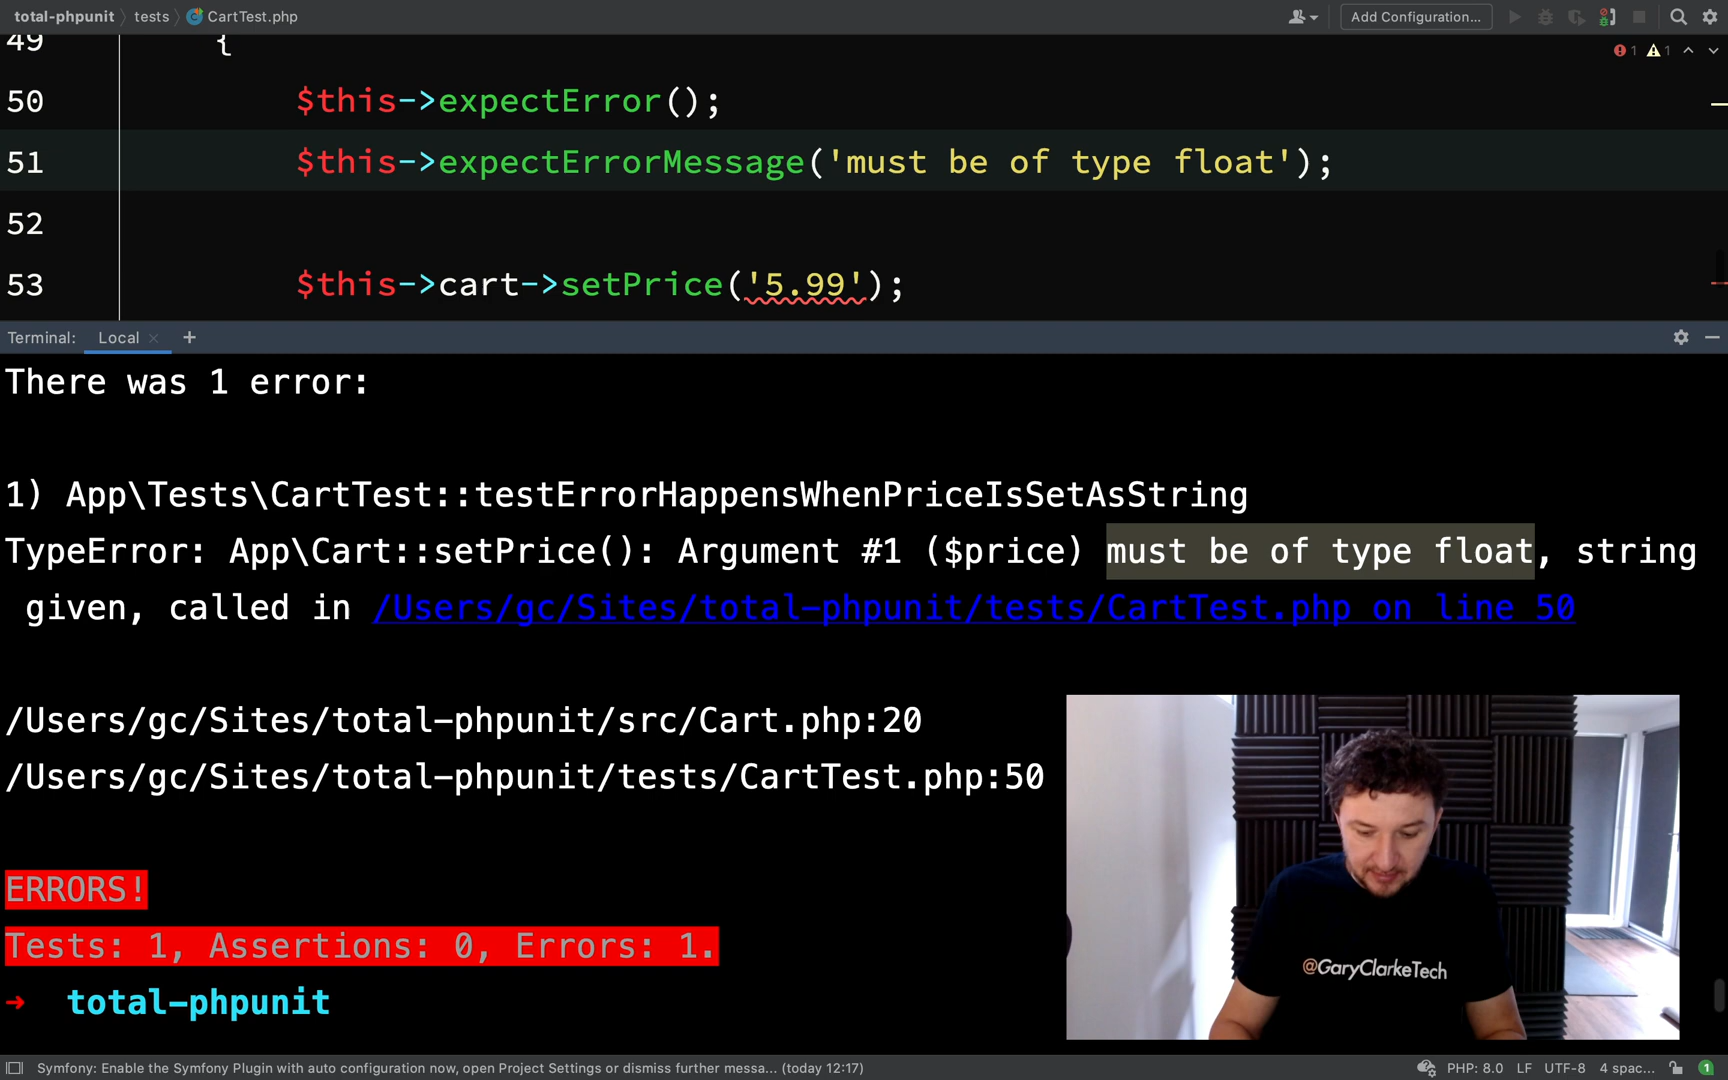 total-phpunit > tests > CartTest.php
Add Configuration...
49 {
1 1
50 $this->expectError();
51 $this->expectErrorMessage('must be of type float');
52
53 $this->cart->setPrice('5.99');
Terminal: Local × +
There was 1 error:
1) App\Tests\CartTest::testErrorHappensWhenPriceIsSetAsString
TypeError: App\Cart::setPrice(): Argument #1 ($price) must be of type float, string
given, called in /Users/gc/Sites/total-phpunit/tests/CartTest.php on line 50
/Users/gc/Sites/total-phpunit/src/Cart.php:20
/Users/gc/Sites/total-phpunit/tests/CartTest.php:50
ERRORS!
Tests: 1, Assertions: 0, Errors: 1.
→ total-phpunit
@GaryClarkeTech
Symfony: Enable the Symfony Plugin with auto configuration now, open Project Settings or dismiss further messa... (today 12:17)
PHP: 8.0 LF UTF-8 4 spac... 1